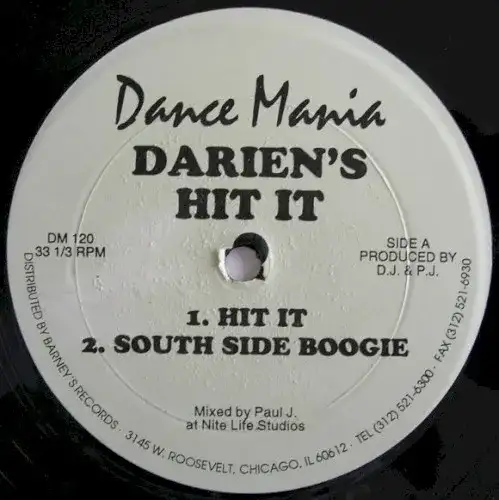 Dance Mania
DARIEN'S
HIT IT
DM 120
33 1/3 RPM
SIDE A
PRODUCED BY
D.J. & P.J.
1. HIT IT
2. SOUTH SIDE BOOGIE
Mixed by Paul J.
at Nite Life Studios
DISTRIBUTED BY BARNEY'S RECORDS · 3145 W. ROOSEVELT, CHICAGO, IL 60612 · TEL (312) 521-6300 · FAX (312) 521-6930